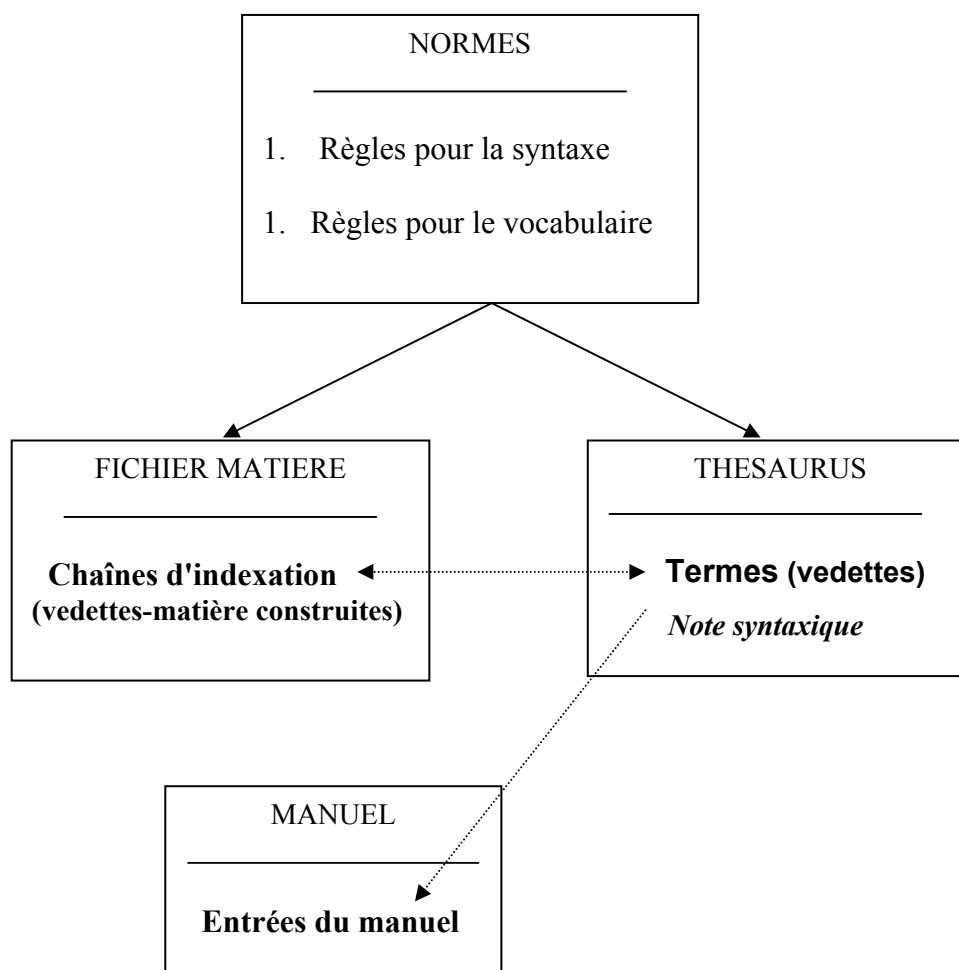 NORMES
1. Règles pour la syntaxe
1. Règles pour le vocabulaire
FICHIER MATIERE
Chaînes d'indexation
(vedettes-matière construites)
THESAURUS
Termes (vedettes)
Note syntaxique
MANUEL
Entrées du manuel